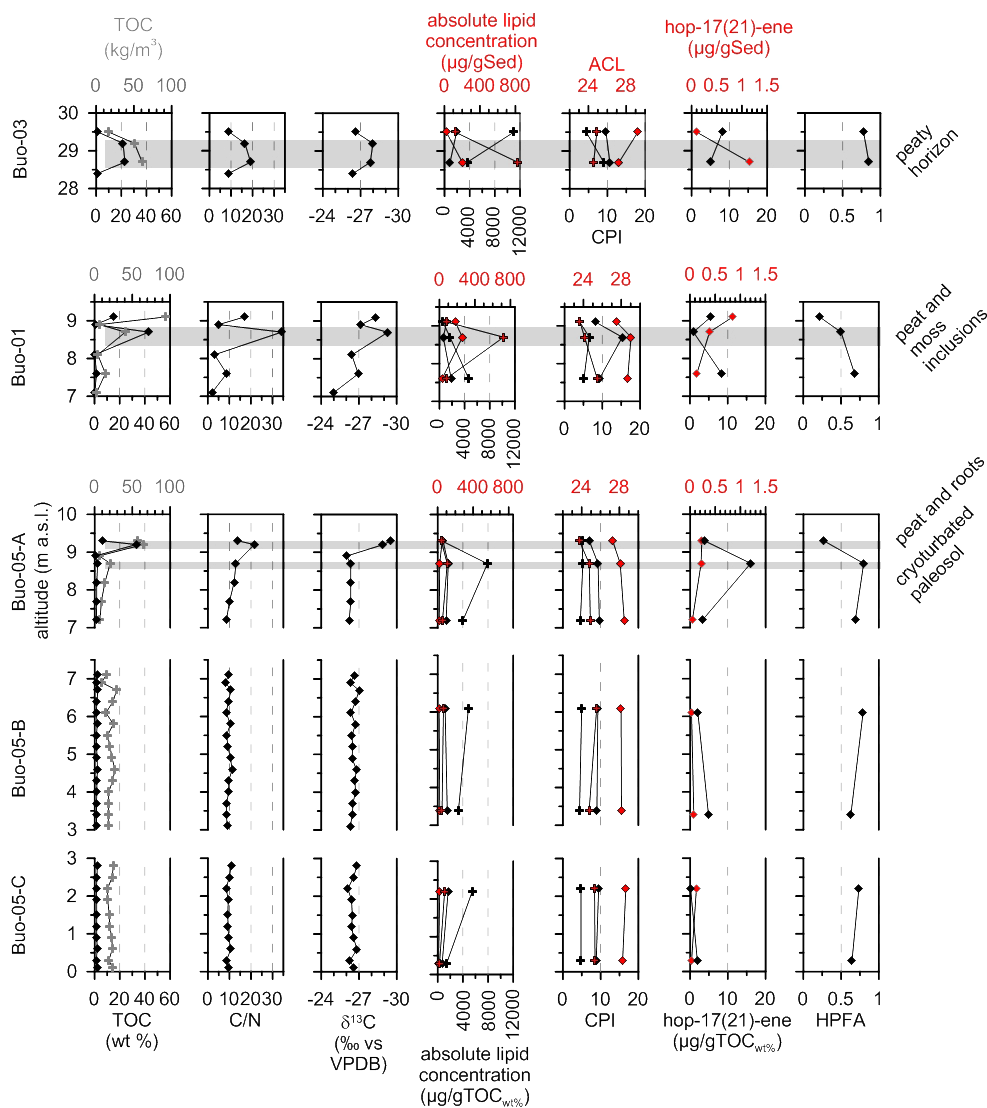 TOC
(kg/m³)
0 50 100
absolute lipid
concentration
(µg/gSed)
0 400 800
ACL
24 28
hop-17(21)-ene
(µg/gSed)
0 0.5 1 1.5
Buo-03
30
29
28
peaty
horizon
0 20 40 60
0 10 20 30
-24 -27 -30
0 4000 8000 12000
0 10 20
CPI
0 10 20
0 0.5 1
0 50 100
0 400 800
24 28
0 0.5 1 1.5
Buo-01
9
8
7
peat and
moss
inclusions
0 20 40 60
0 10 20 30
-24 -27 -30
0 4000 8000 12000
0 10 20
0 10 20
0 0.5 1
0 50 100
0 400 800
24 28
0 0.5 1 1.5
Buo-05-A
altitude (m a.s.l.)
10
9
8
7
peat and roots
cryoturbated
paleosol
Buo-05-B
7
6
5
4
3
Buo-05-C
3
2
1
0
0 20 40 60
0 10 20 30
-24 -27 -30
0 4000 8000 12000
0 10 20
0 10 20
0 0.5 1
TOC
(wt %)
C/N
δ¹³C
(‰ vs
VPDB)
absolute lipid
concentration
(µg/gTOCwt%)
CPI
hop-17(21)-ene
(µg/gTOCwt%)
HPFA